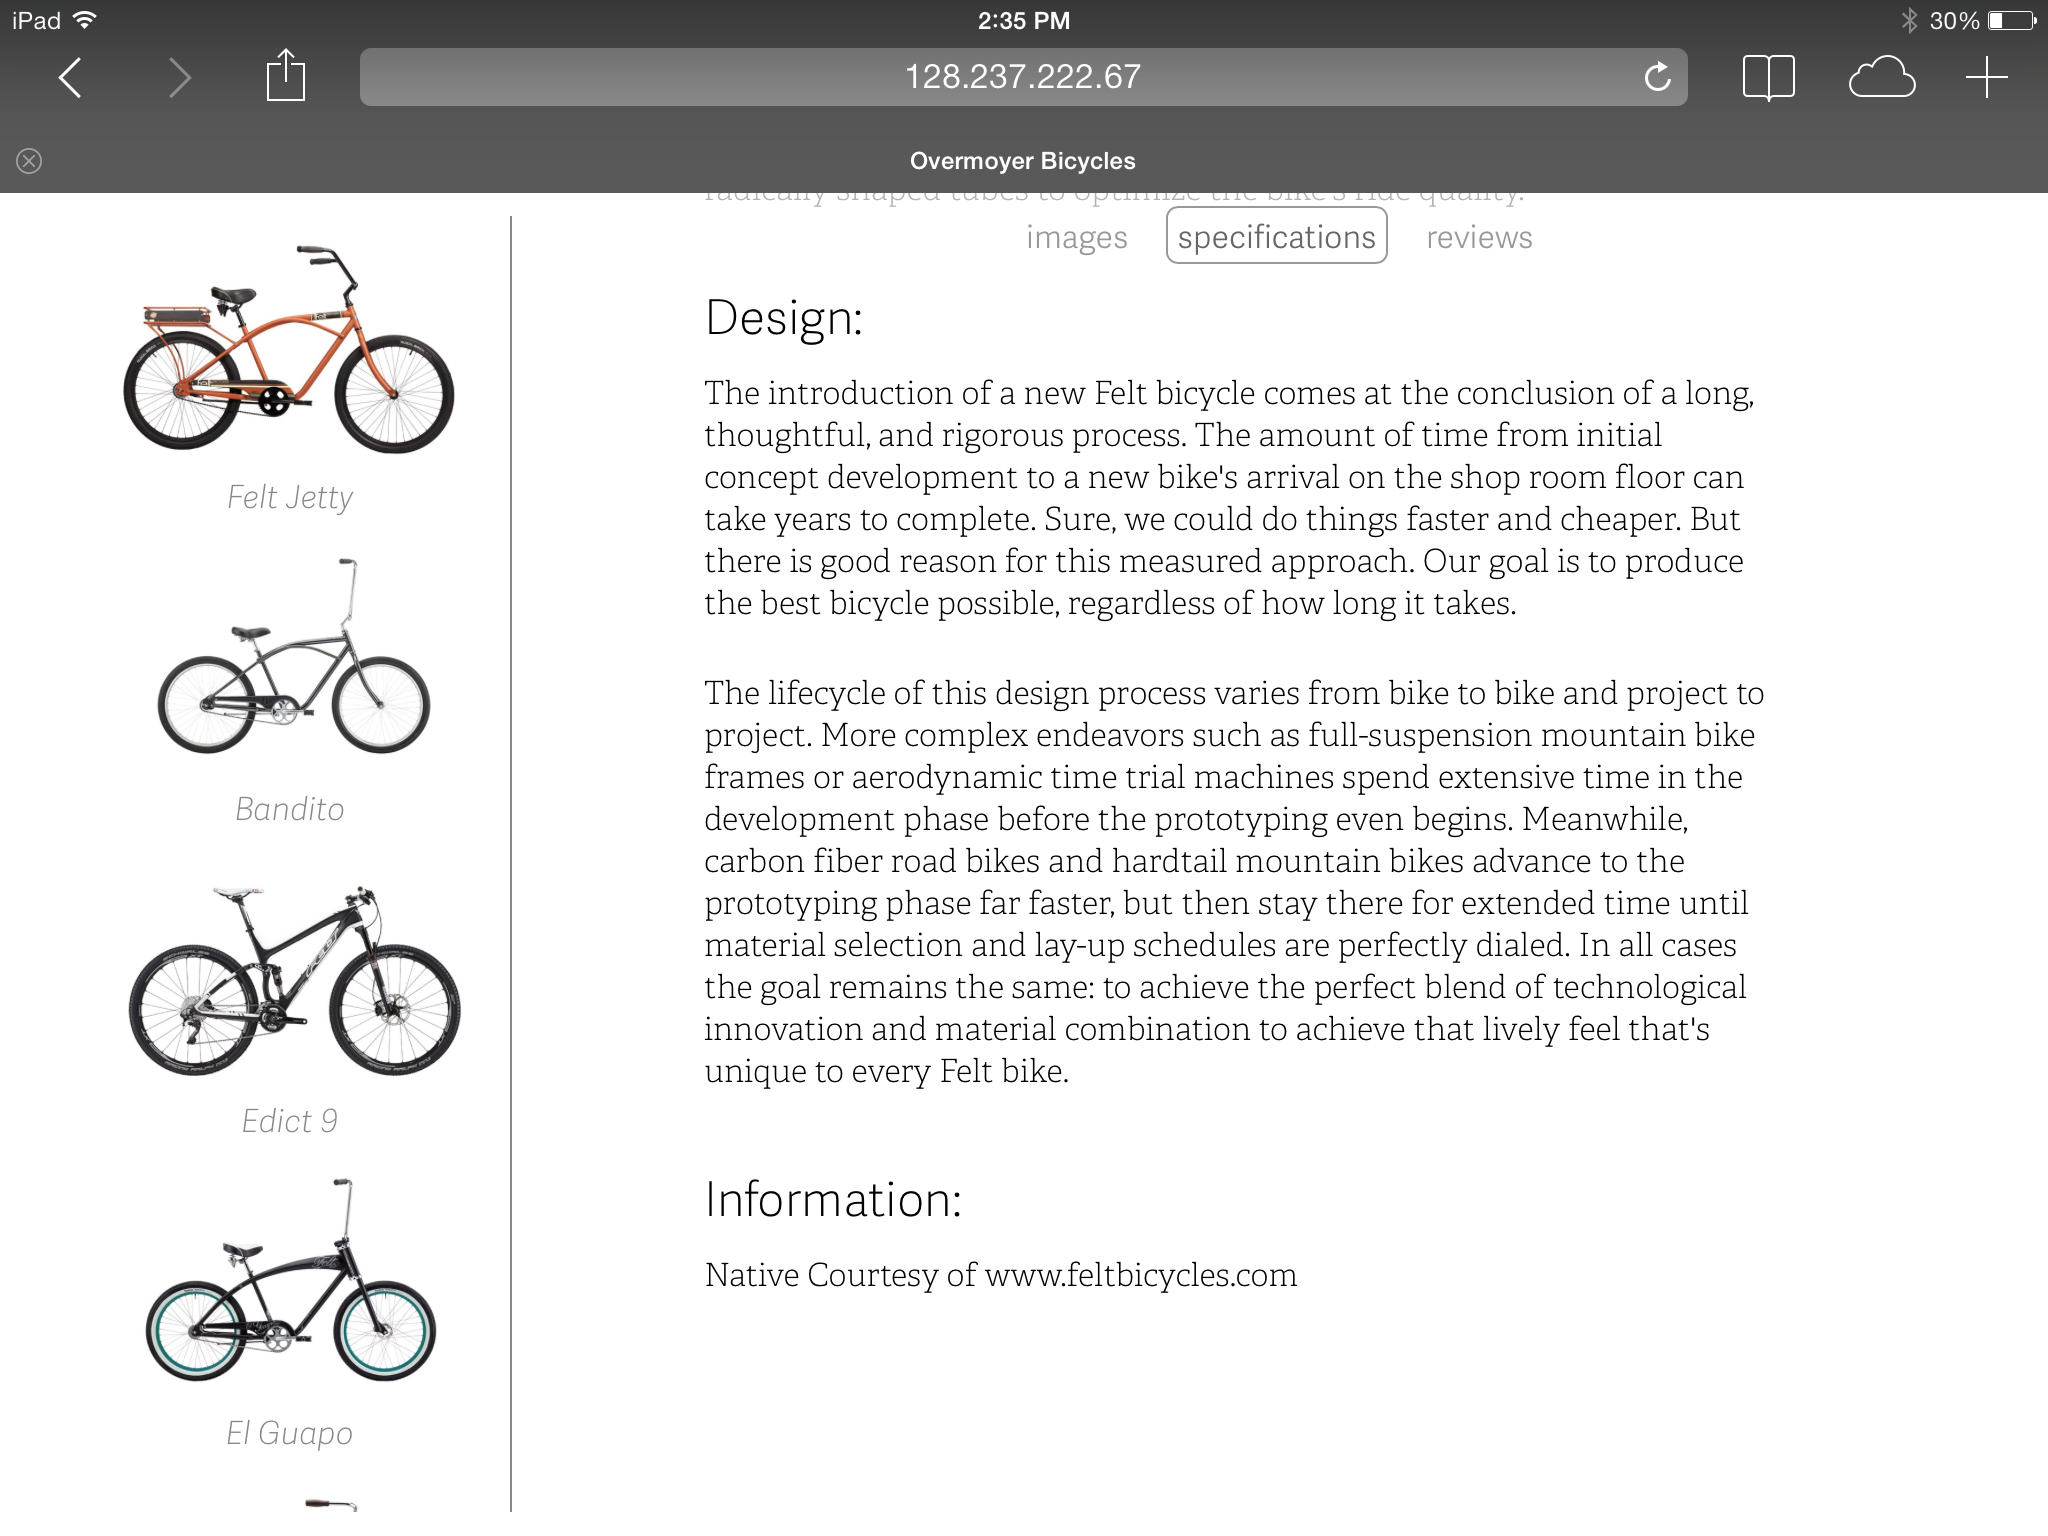 iPad
2:35 PM
30%
128.237.222.67
Overmoyer Bicycles
radically shaped tubes to optimize the bike's ride quality.
images
specifications
reviews
Felt Jetty
Bandito
FELT
Edict 9
El Guapo
Design:
The introduction of a new Felt bicycle comes at the conclusion of a long,
thoughtful, and rigorous process. The amount of time from initial
concept development to a new bike's arrival on the shop room floor can
take years to complete. Sure, we could do things faster and cheaper. But
there is good reason for this measured approach. Our goal is to produce
the best bicycle possible, regardless of how long it takes.
The lifecycle of this design process varies from bike to bike and project to
project. More complex endeavors such as full-suspension mountain bike
frames or aerodynamic time trial machines spend extensive time in the
development phase before the prototyping even begins. Meanwhile,
carbon fiber road bikes and hardtail mountain bikes advance to the
prototyping phase far faster, but then stay there for extended time until
material selection and lay-up schedules are perfectly dialed. In all cases
the goal remains the same: to achieve the perfect blend of technological
innovation and material combination to achieve that lively feel that's
unique to every Felt bike.
Information:
Native Courtesy of www.feltbicycles.com